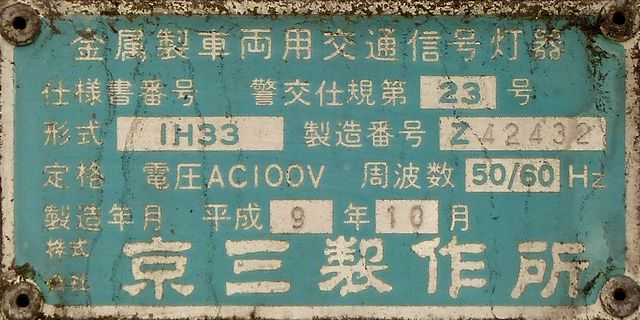 金属製車両用交通信号灯器
仕様書番号 警交仕規第 23 号
形式 1H33 製造番号 Z42432
定格 電圧AC100V 周波数 50/60 Hz
製造年月 平成 9 年 10 月
株式会社 京三製作所